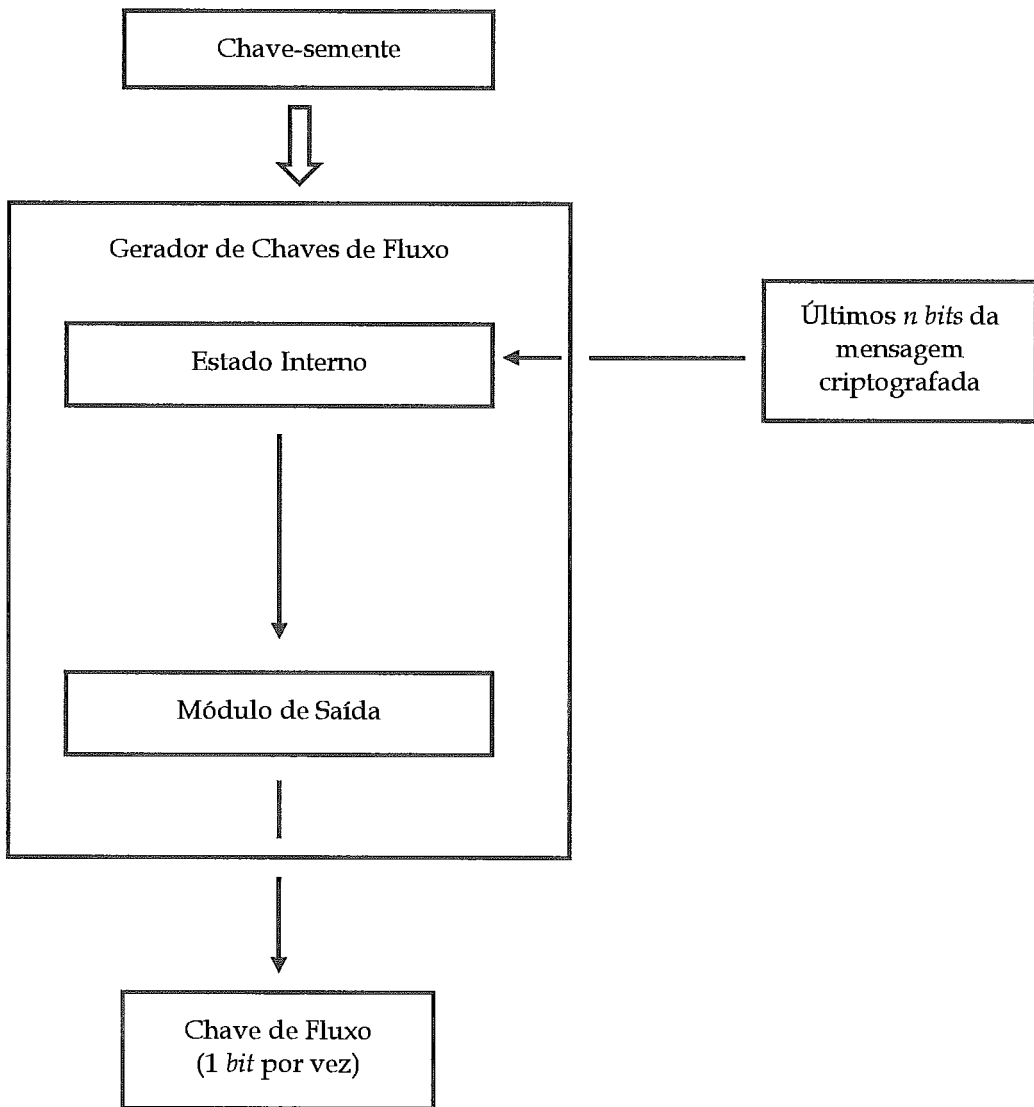 Chave-semente
Gerador de Chaves de Fluxo
Estado Interno
Últimos n bits da
mensagem
criptografada
Módulo de Saída
Chave de Fluxo
(1 bit por vez)